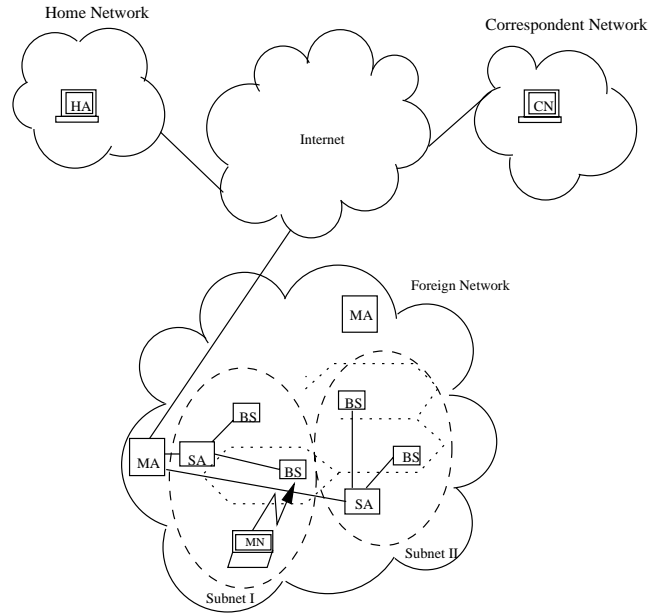 Home Network
Correspondent Network
HA
CN
Internet
Foreign Network
MA
BS
BS
MA
SA
BS
BS
SA
MN
Subnet II
Subnet I